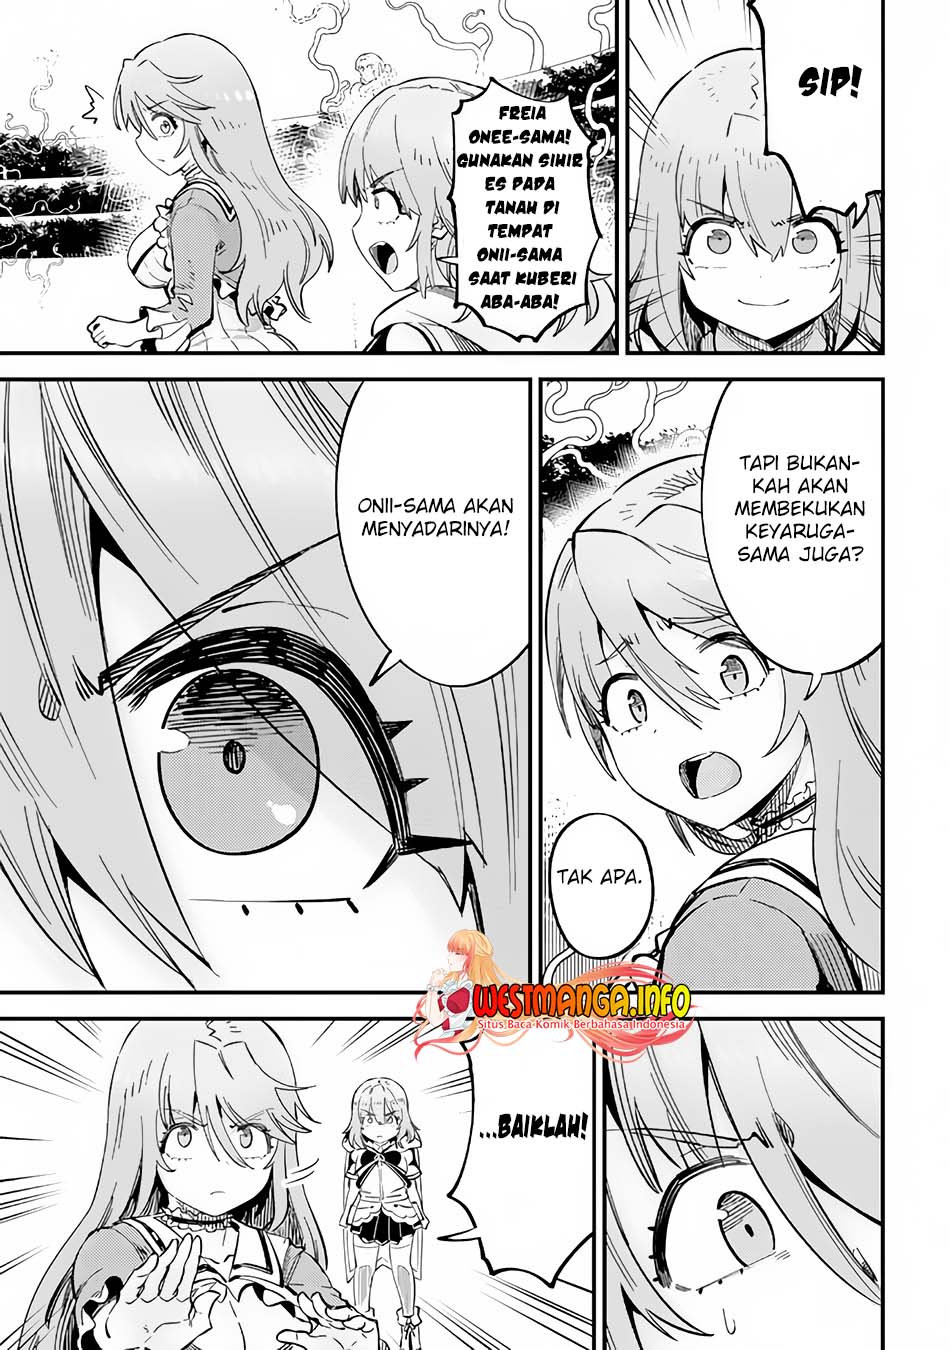 SIP!
FREIA
ONEE-SAMA!
GUNAKAN SIHIR
ES PADA
TANAH DI
TEMPAT
ONII-SAMA
SAAT KUBERI
ABA-ABA!
TAPI BUKAN-
KAH AKAN
MEMBEKUKAN
KEYARUGA-
SAMA JUGA?
TAK APA.
ONII-SAMA AKAN
MENYADARINYA!
WESTMANGA.INFO
Situs Baca Komik Berbahasa Indonesia
...BAIKLAH!